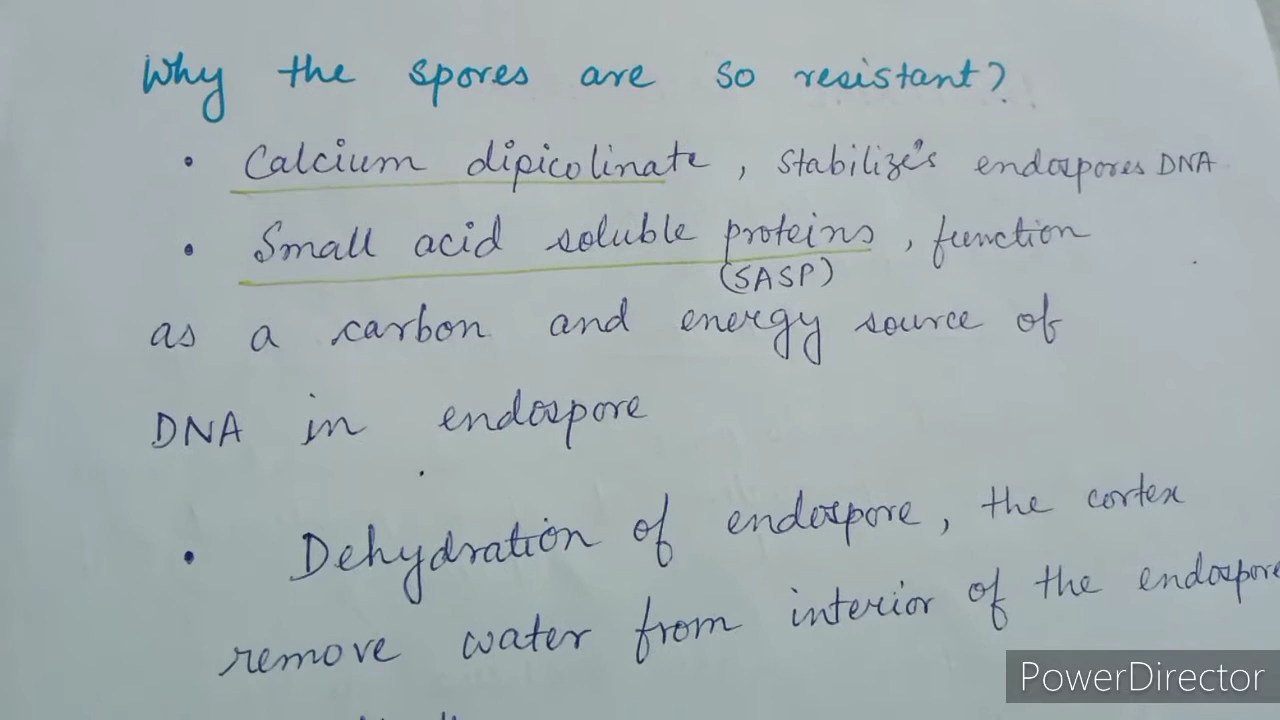 Why the spores are so resistant?
• Calcium dipicolinate, stabilize's endospores DNA
• Small acid soluble proteins, function
(SASP)
as a carbon and energy source of
DNA in endospore
• Dehydration of endospore, the cortex
remove water from interior of the endospore
PowerDirector